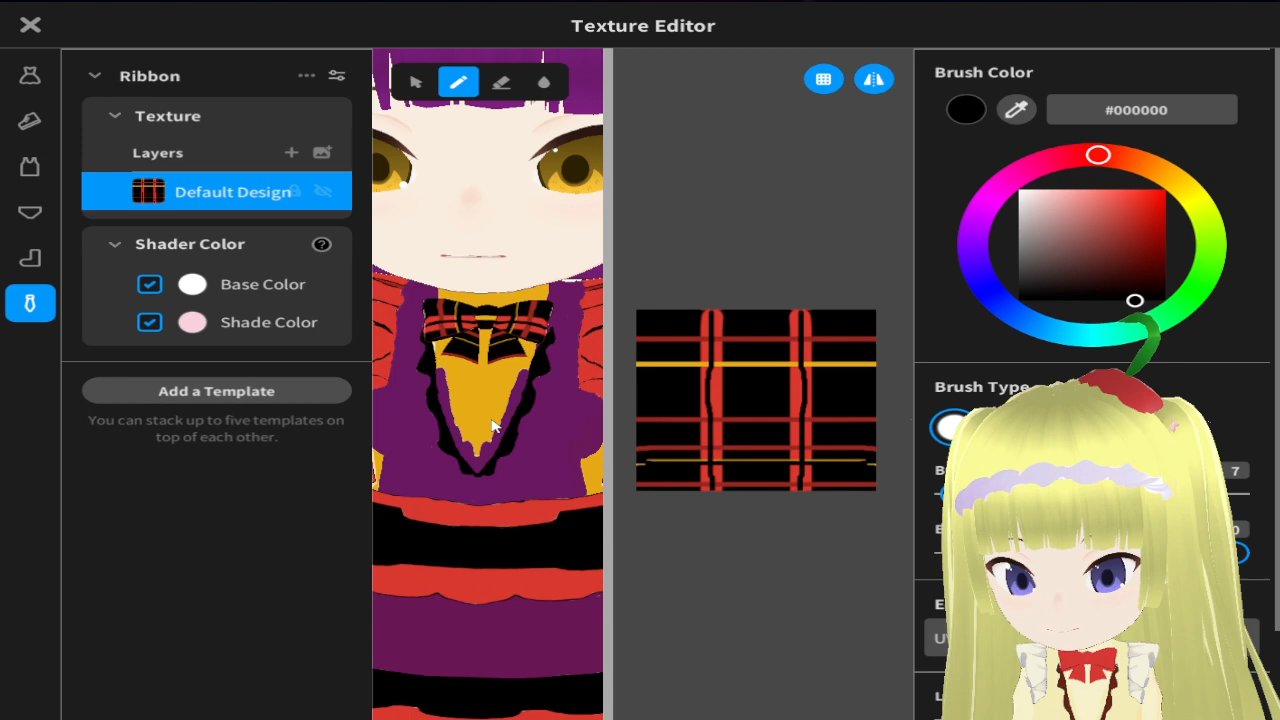 Texture Editor
Ribbon
Texture
Layers
Default Design
Shader Color
Base Color
Shade Color
Add a Template
You can stack up to five templates on
top of each other.
Brush Color
#000000
Brush Type
7